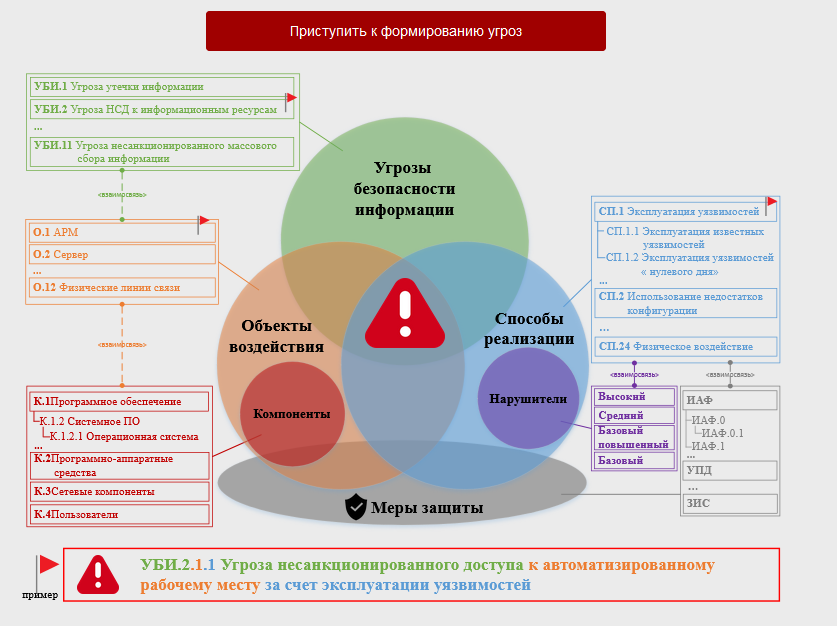 Приступить к формированию угроз
УБИ.1 Угроза утечки информации
УБИ.2 Угроза НСД к информационным ресурсам
...
УБИ.11 Угроза несанкционированного массового
сбора информации
<взаимосвязь>
О.1 АРМ
О.2 Сервер
...
О.12 Физические линии связи
<взаимосвязь>
К.1Программное обеспечение
К.1.2 Системное ПО
К.1.2.1 Операционная система
...
К.2Программно-аппаратные
средства
К.3Сетевые компоненты
К.4Пользователи
Угрозы
безопасности
информации
Объекты
воздействия
Компоненты
Способы
реализации
Нарушители
Меры защиты
СП.1 Эксплуатация уязвимостей
СП.1.1 Эксплуатация известных
уязвимостей
СП.1.2 Эксплуатация уязвимостей
« нулевого дня»
...
СП.2 Использование недостатков
конфигурации
...
СП.24 Физическое воздействие
<взаимосвязь>
<взаимосвязь>
Высокий
Средний
Базовый
повышенный
Базовый
ИАФ
ИАФ.0
ИАФ.0.1
ИАФ.1
...
УПД
...
ЗИС
пример
УБИ.2.1.1 Угроза несанкционированного доступа к автоматизированному
рабочему месту за счет эксплуатации уязвимостей